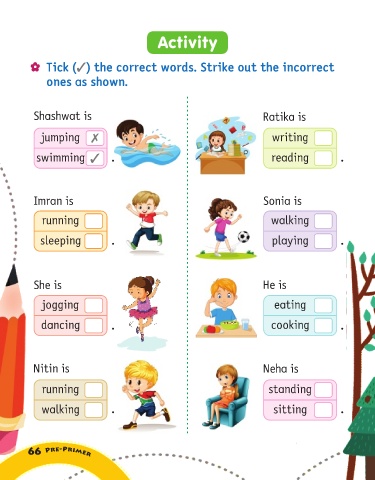 Activity
Tick (✓) the correct words. Strike out the incorrect
ones as shown.
Shashwat is
jumping ✗
swimming ✓ .
Ratika is
writing
reading .
Imran is
running
sleeping .
Sonia is
walking
playing .
She is
jogging
dancing .
He is
eating
cooking .
Nitin is
running
walking .
Neha is
standing
sitting .
66 PRE-PRIMER